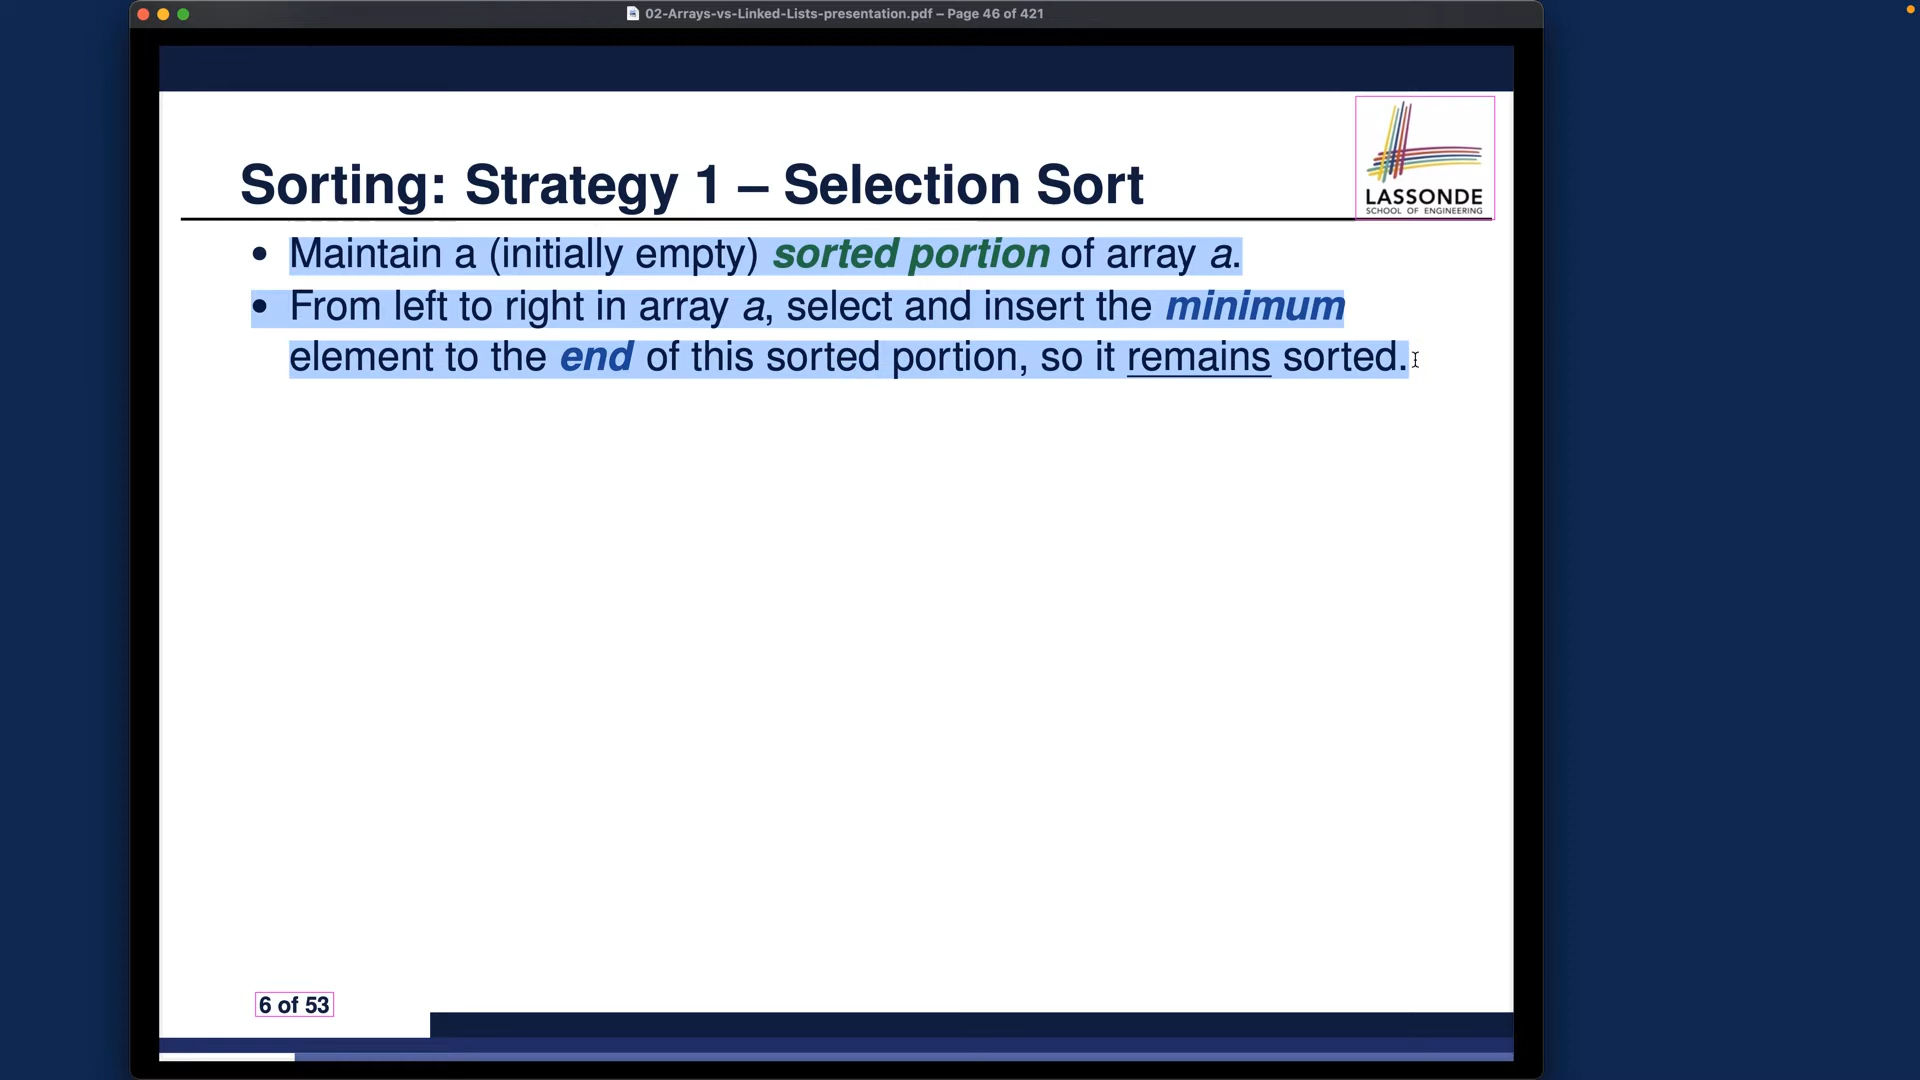 02-Arrays-vs-Linked-Lists-presentation.pdf – Page 46 of 421
LASSONDE
SCHOOL OF ENGINEERING
Sorting: Strategy 1 – Selection Sort
• Maintain a (initially empty) sorted portion of array a.
• From left to right in array a, select and insert the minimum
element to the end of this sorted portion, so it remains sorted.
6 of 53